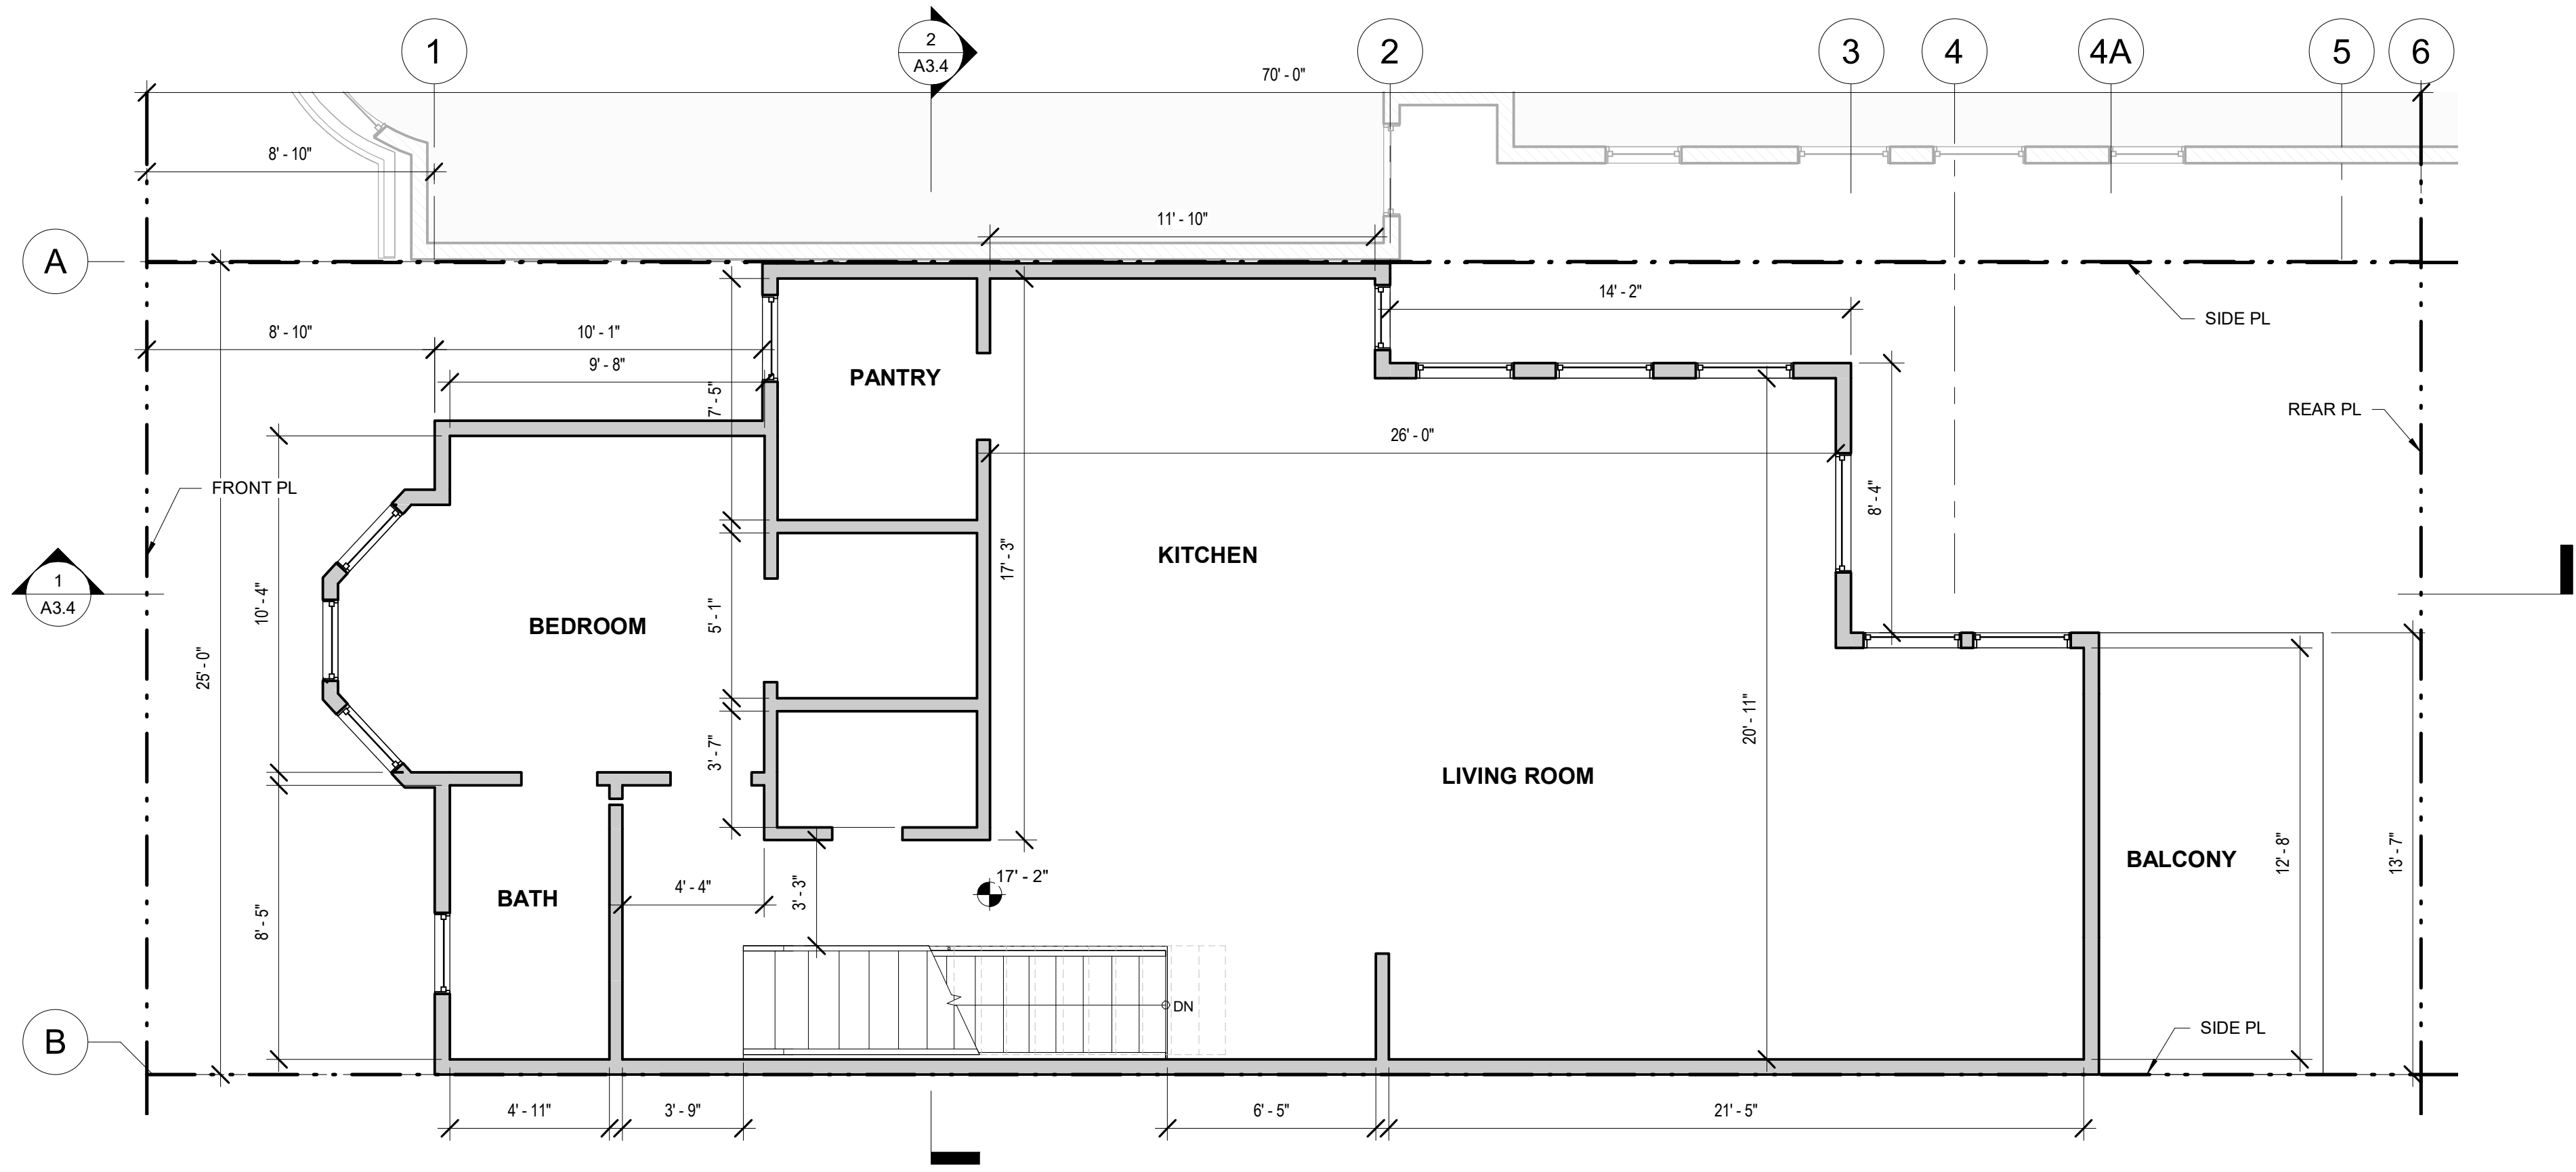 1
2
A3.4
2
3
4
4A
5
6
70' - 0"
8' - 10"
11' - 10"
A
14' - 2"
SIDE PL
8' - 10"
10' - 1"
9' - 8"
PANTRY
7' - 5"
REAR PL
26' - 0"
FRONT PL
8' - 4"
KITCHEN
17' - 3"
1
A3.4
10' - 4"
BEDROOM
5' - 1"
25' - 0"
20' - 11"
3' - 7"
LIVING ROOM
12' - 8"
13' - 7"
BALCONY
17' - 2"
4' - 4"
3' - 3"
BATH
8' - 5"
DN
SIDE PL
B
4' - 11"
3' - 9"
6' - 5"
21' - 5"